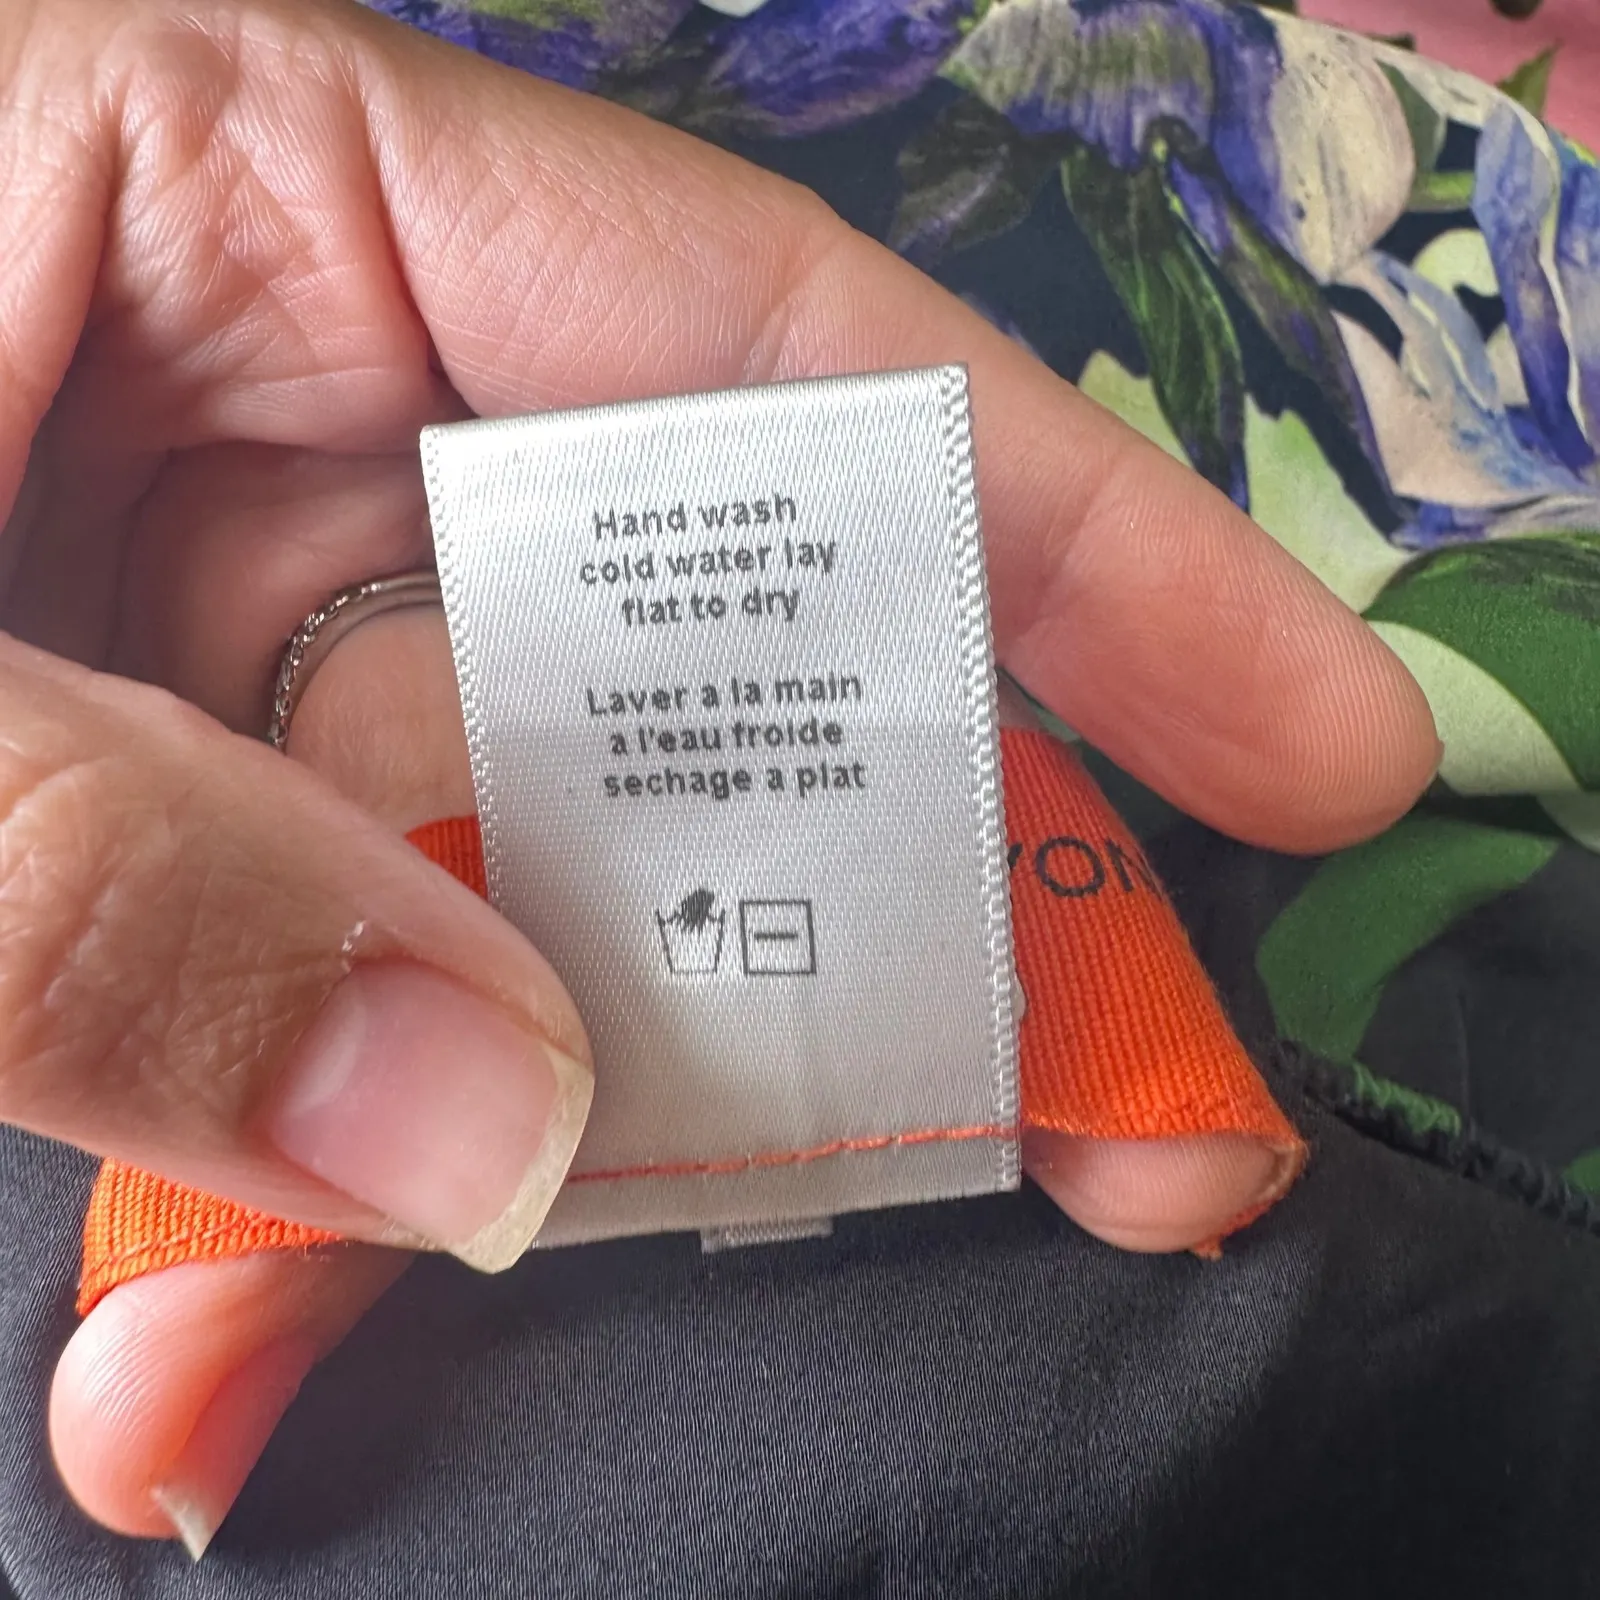 Hand wash
cold water lay
flat to dry
Laver a la main
a l'eau froide
sechage a plat